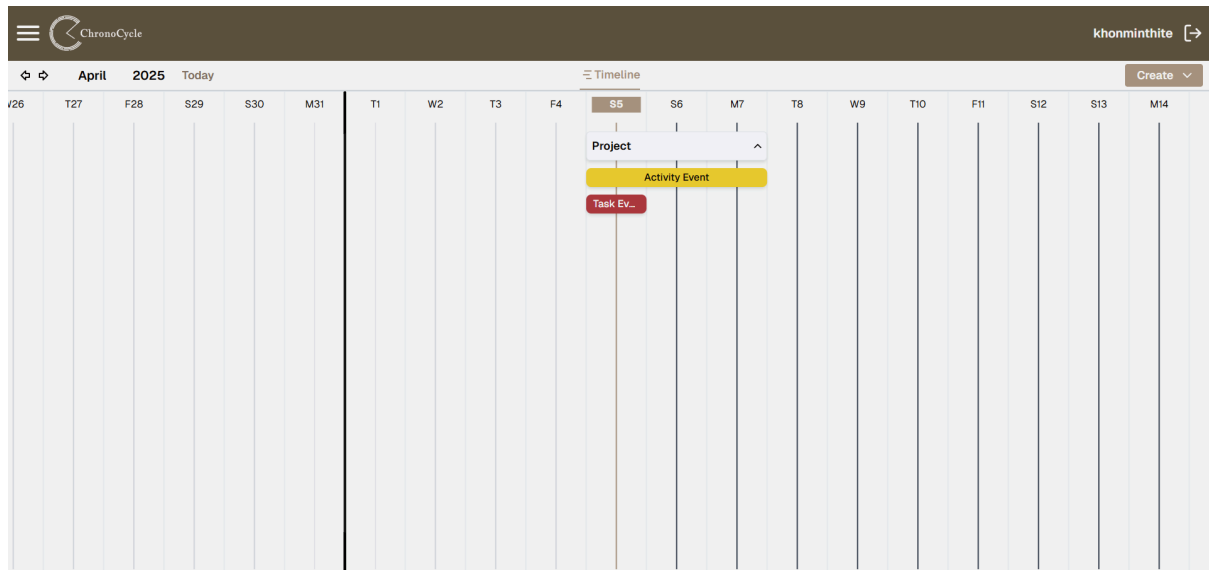 ChronoCycle
khonminthite
April 2025 Today
Timeline
Create
T27 F28 S29 S30 M31 T1 W2 T3 F4 S5 S6 M7 T8 W9 T10 F11 S12 S13 M14
Project
Activity Event
Task Ev...